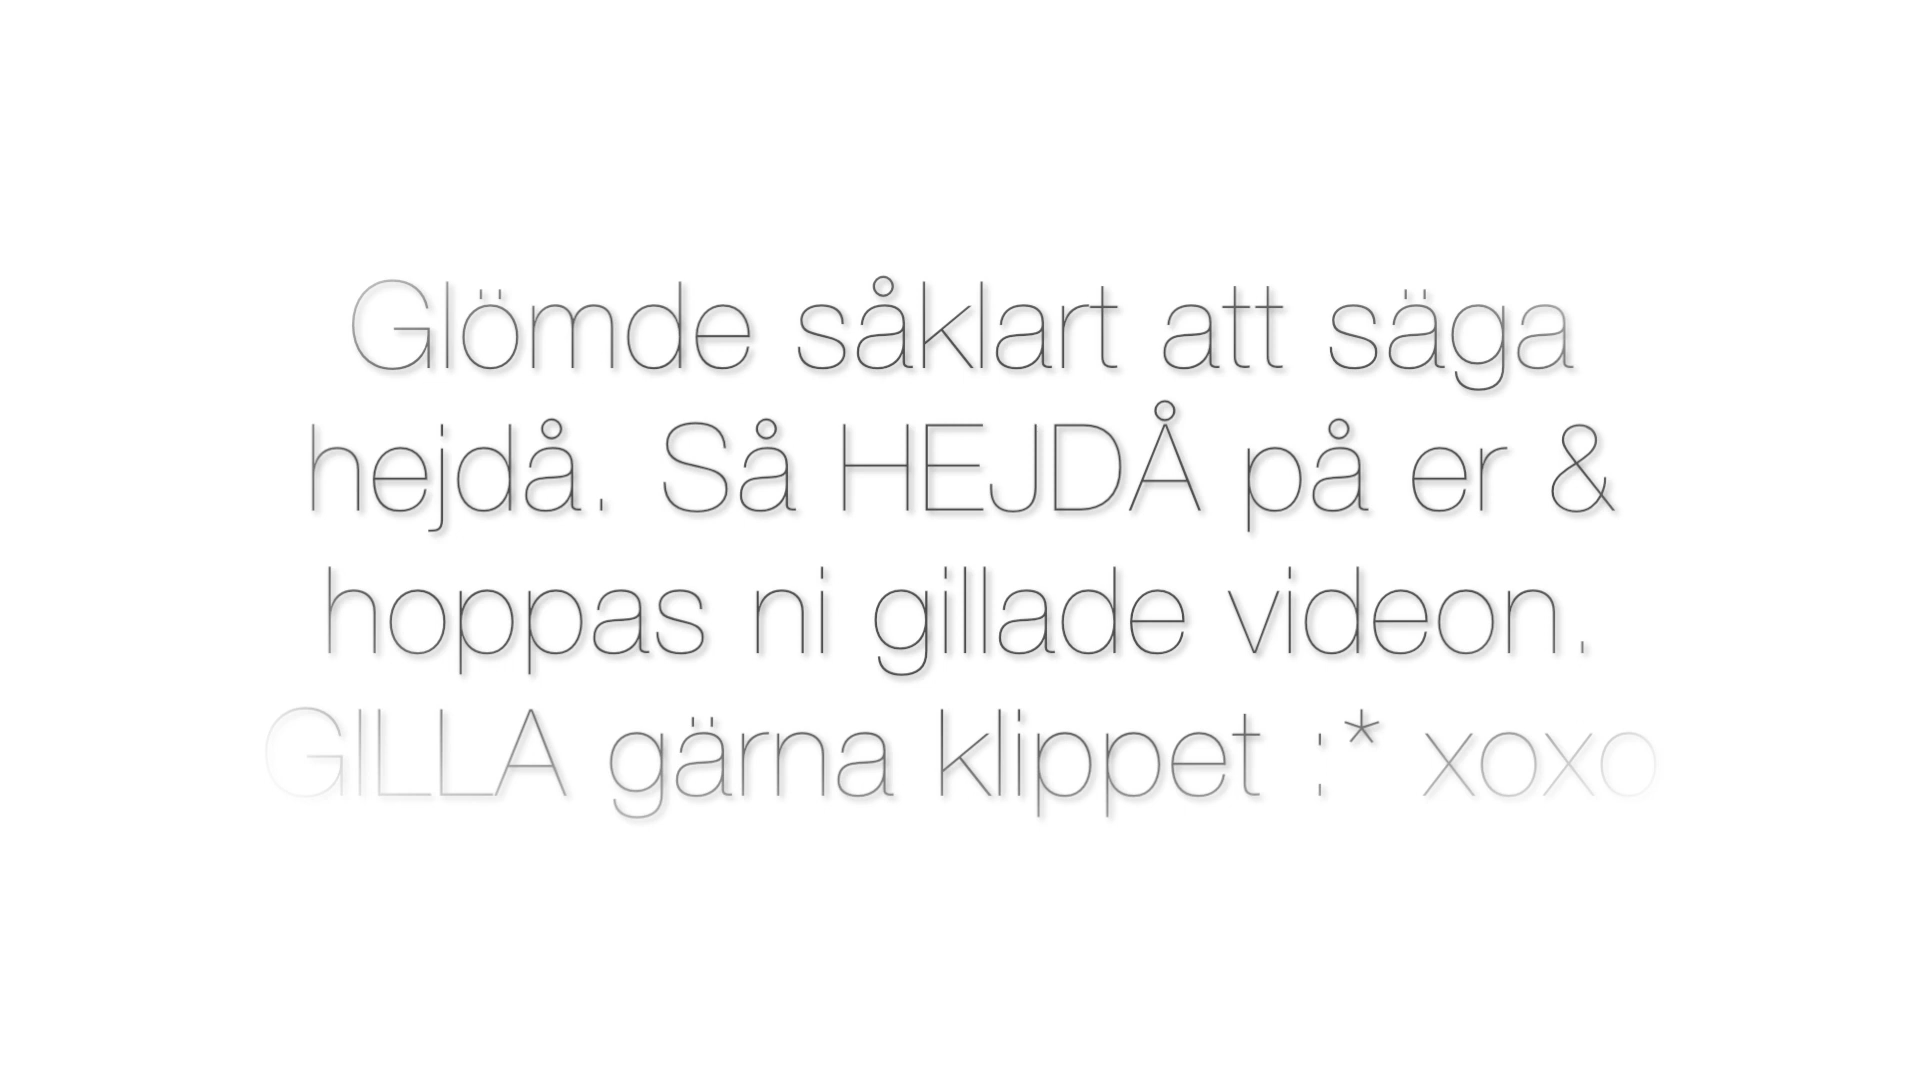 Glömde såklart att säga
hejdå. Så HEJDÅ på er &
hoppas ni gillade videon.
GILLA gärna klippet :* xoxo